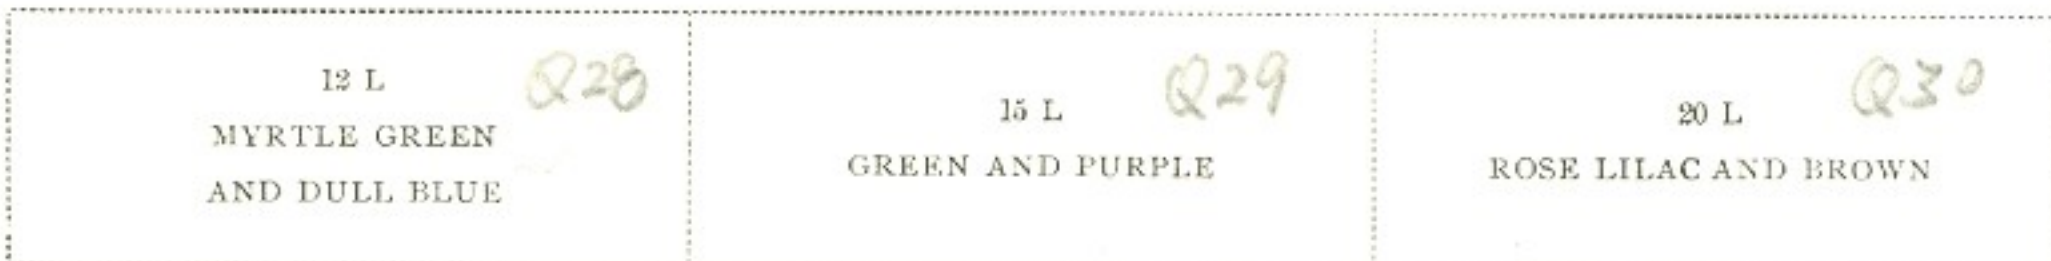 12 L
Q28
MYRTLE GREEN
AND DULL BLUE
15 L
Q29
GREEN AND PURPLE
20 L
Q30
ROSE LILAC AND BROWN